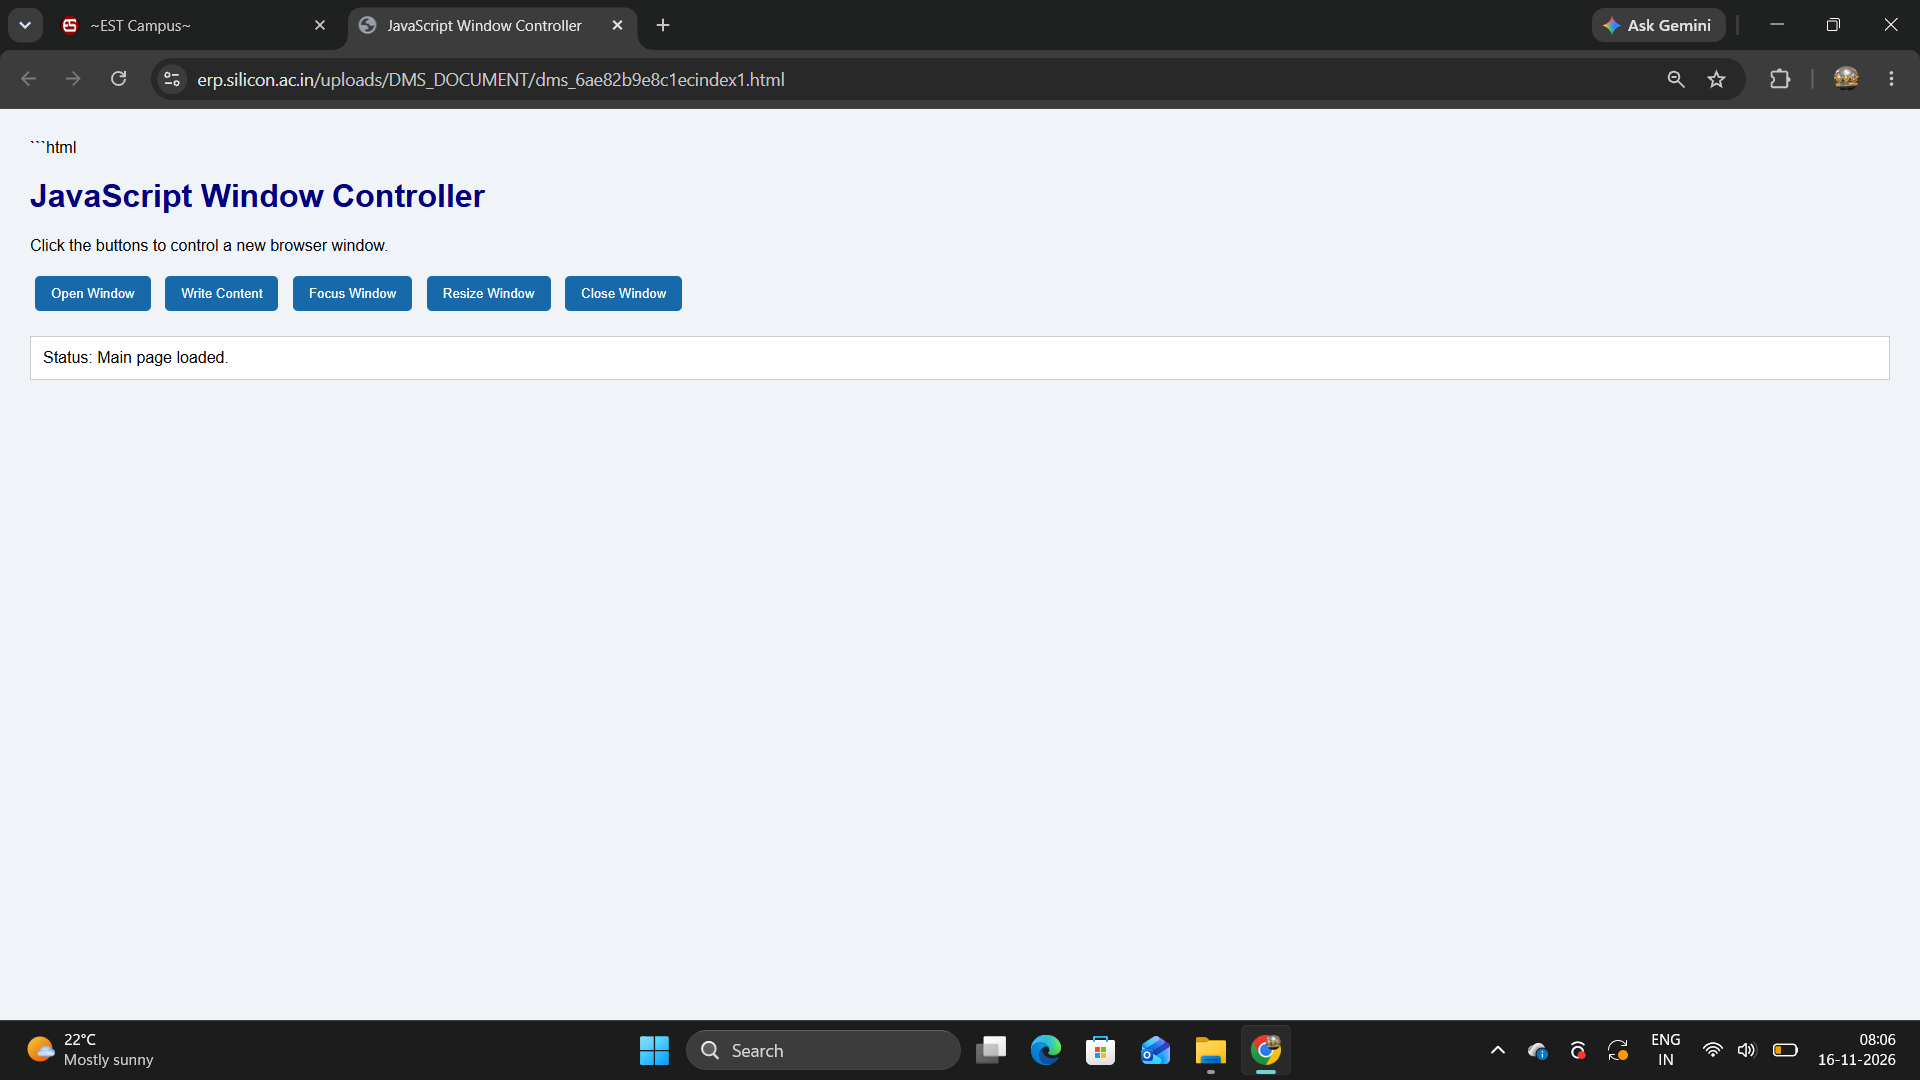 ~EST Campus~
JavaScript Window Controller
Ask Gemini
erp.silicon.ac.in/uploads/DMS_DOCUMENT/dms_6ae82b9e8c1ecindex1.html
```html
JavaScript Window Controller
Click the buttons to control a new browser window.
Open Window Write Content Focus Window Resize Window Close Window
Status: Main page loaded.
22°C
Mostly sunny
Search
ENG
IN
08:06
16-11-2026